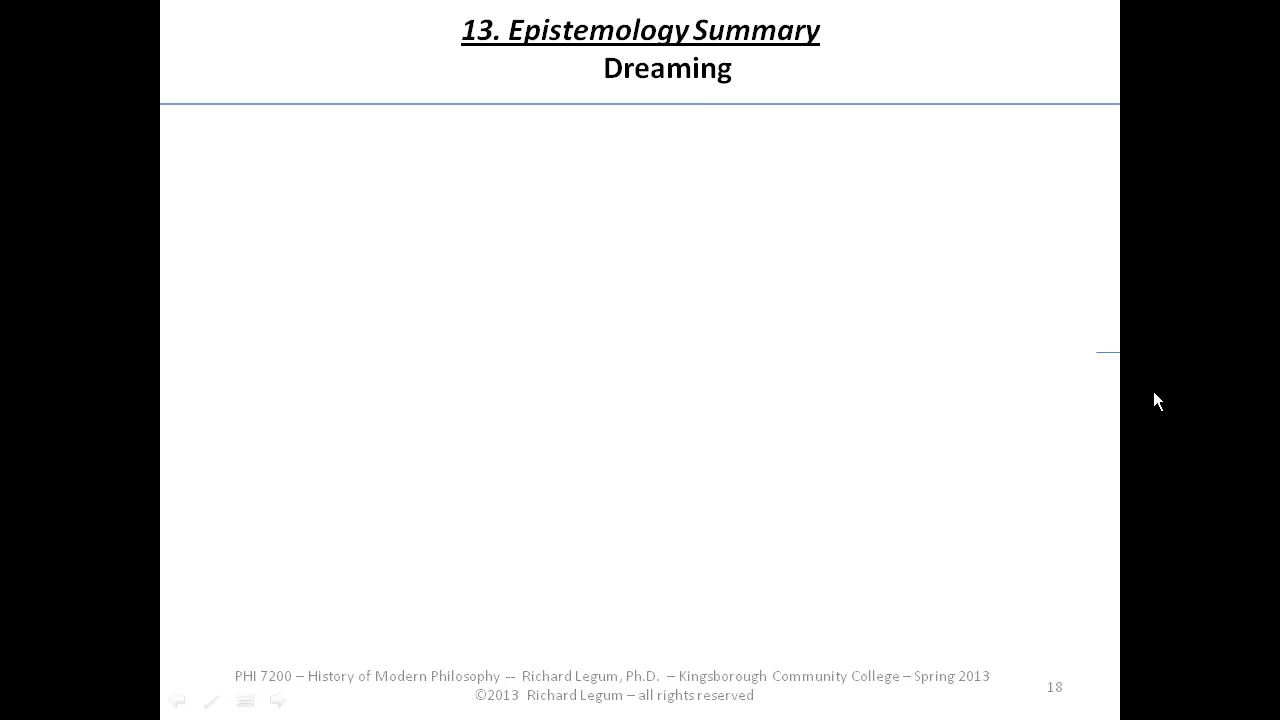 13. Epistemology Summary
Dreaming
PHI 7200 – History of Modern Philosophy -- Richard Legum, Ph.D. – Kingsborough Community College – Spring 2013
©2013 Richard Legum – all rights reserved
18